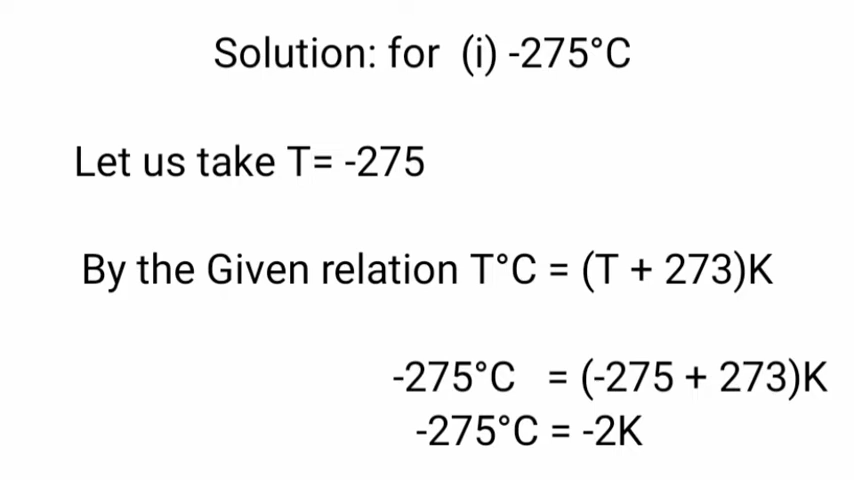 Solution: for (i) -275°C
Let us take T= -275
By the Given relation T°C = (T + 273)K
-275°C = (-275 + 273)K
-275°C = -2K